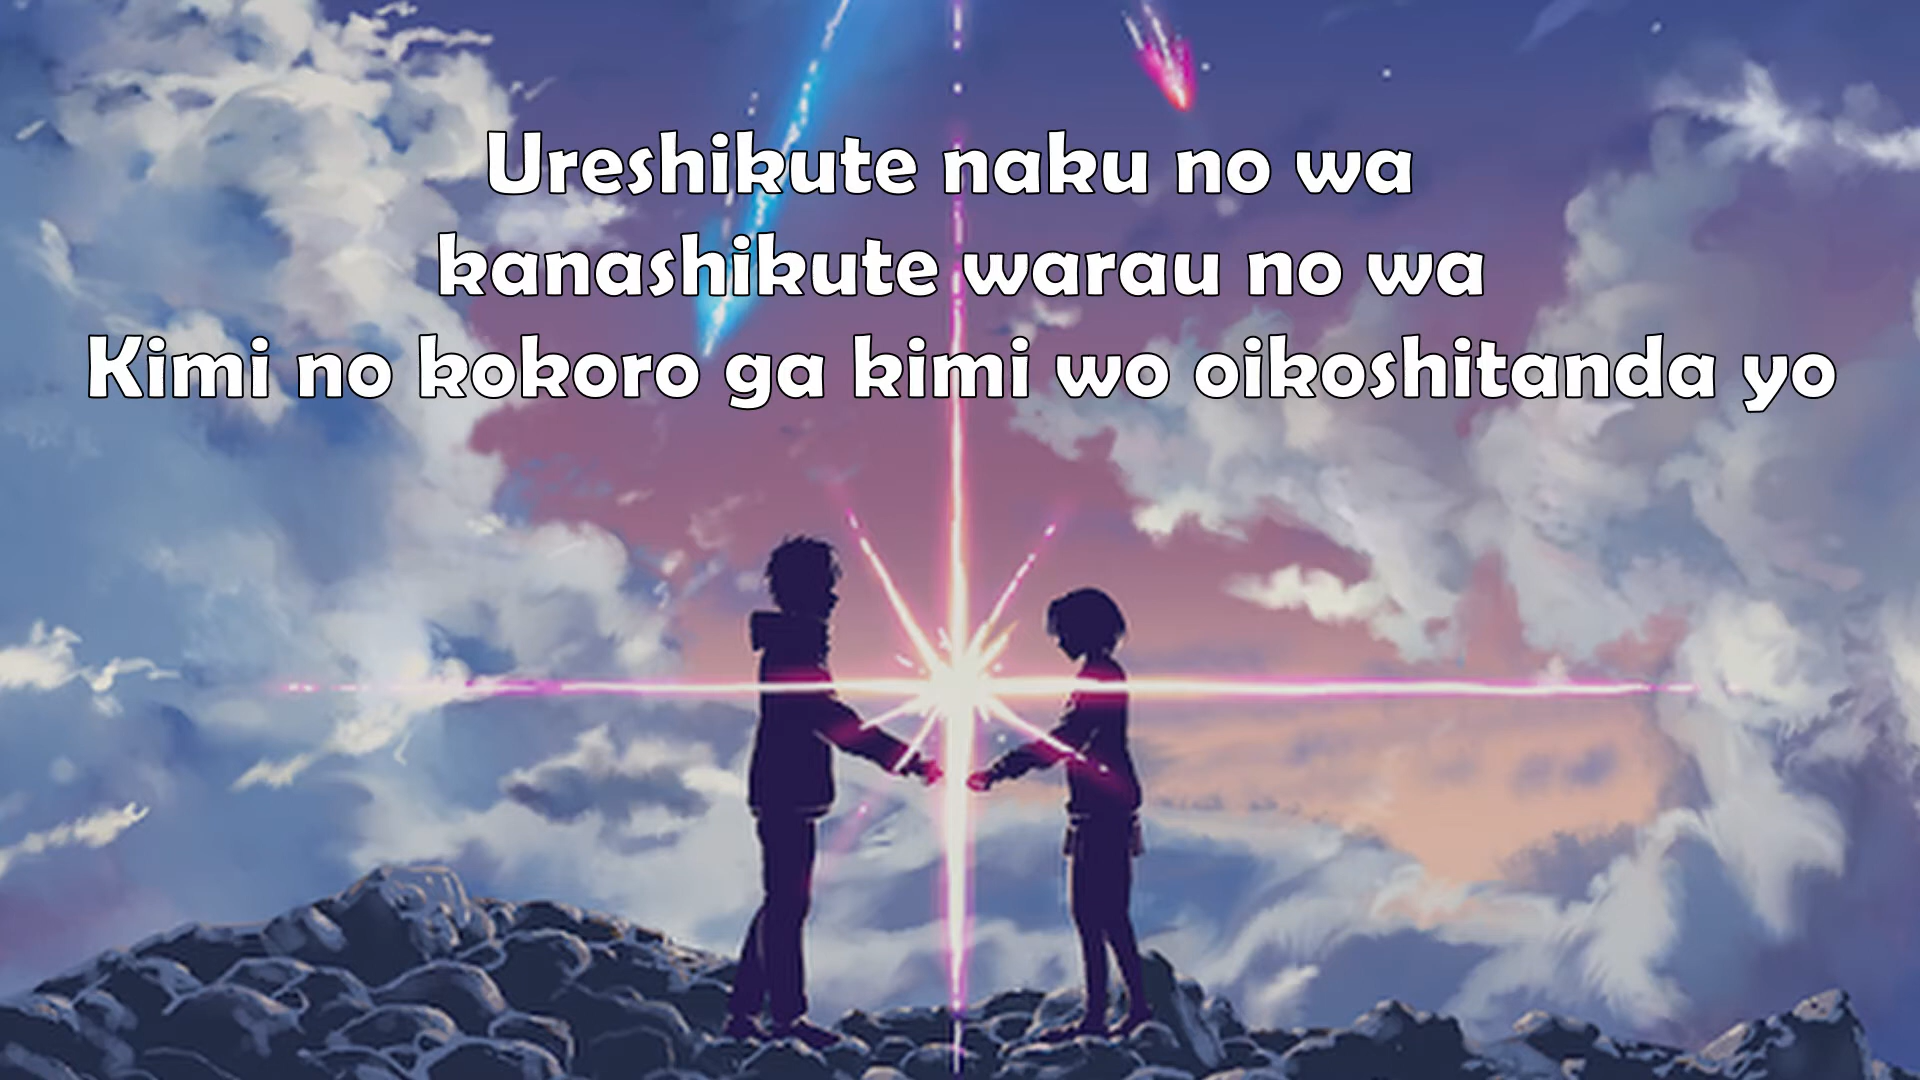 Ureshikute naku no wa
kanashikute warau no wa
Kimi no kokoro ga kimi wo oikoshitanda yo